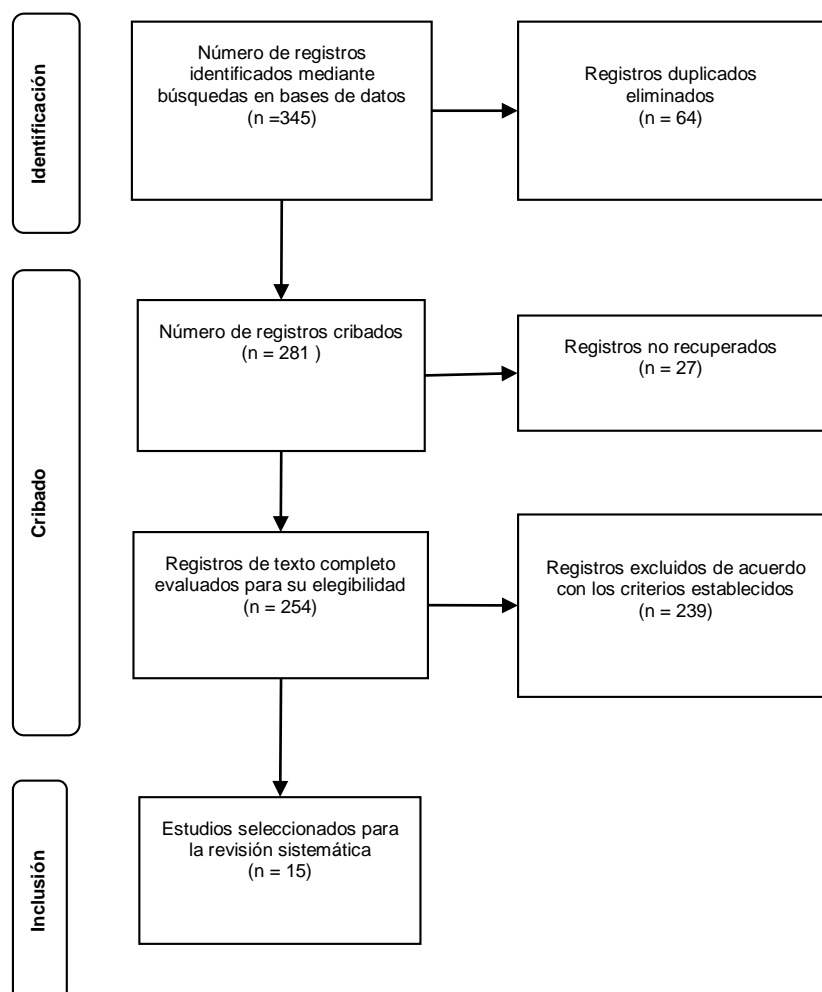 Identificación
Número de registros
identificados mediante
búsquedas en bases de datos
(n =345)
Registros duplicados
eliminados
(n = 64)
Cribado
Número de registros cribados
(n = 281 )
Registros no recuperados
(n = 27)
Registros de texto completo
evaluados para su elegibilidad
(n = 254)
Registros excluidos de acuerdo
con los criterios establecidos
(n = 239)
Inclusión
Estudios seleccionados para
la revisión sistemática
(n = 15)